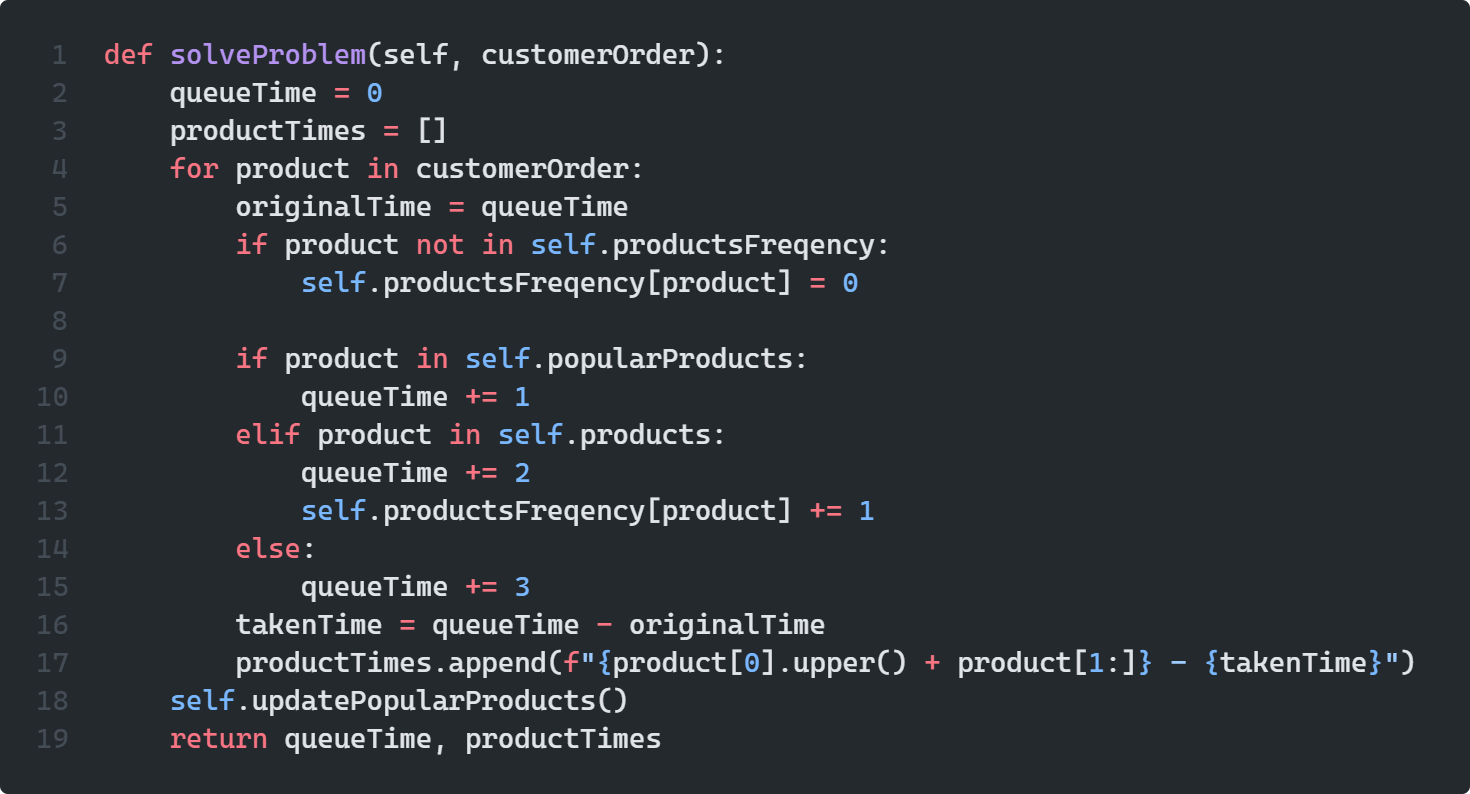 1 def solveProblem(self, customerOrder):
2     queueTime = 0
3     productTimes = []
4     for product in customerOrder:
5         originalTime = queueTime
6         if product not in self.productsFreqency:
7             self.productsFreqency[product] = 0
8
9         if product in self.popularProducts:
10             queueTime += 1
11         elif product in self.products:
12             queueTime += 2
13             self.productsFreqency[product] += 1
14         else:
15             queueTime += 3
16         takenTime = queueTime - originalTime
17         productTimes.append(f"{product[0].upper() + product[1:]} - {takenTime}")
18     self.updatePopularProducts()
19     return queueTime, productTimes